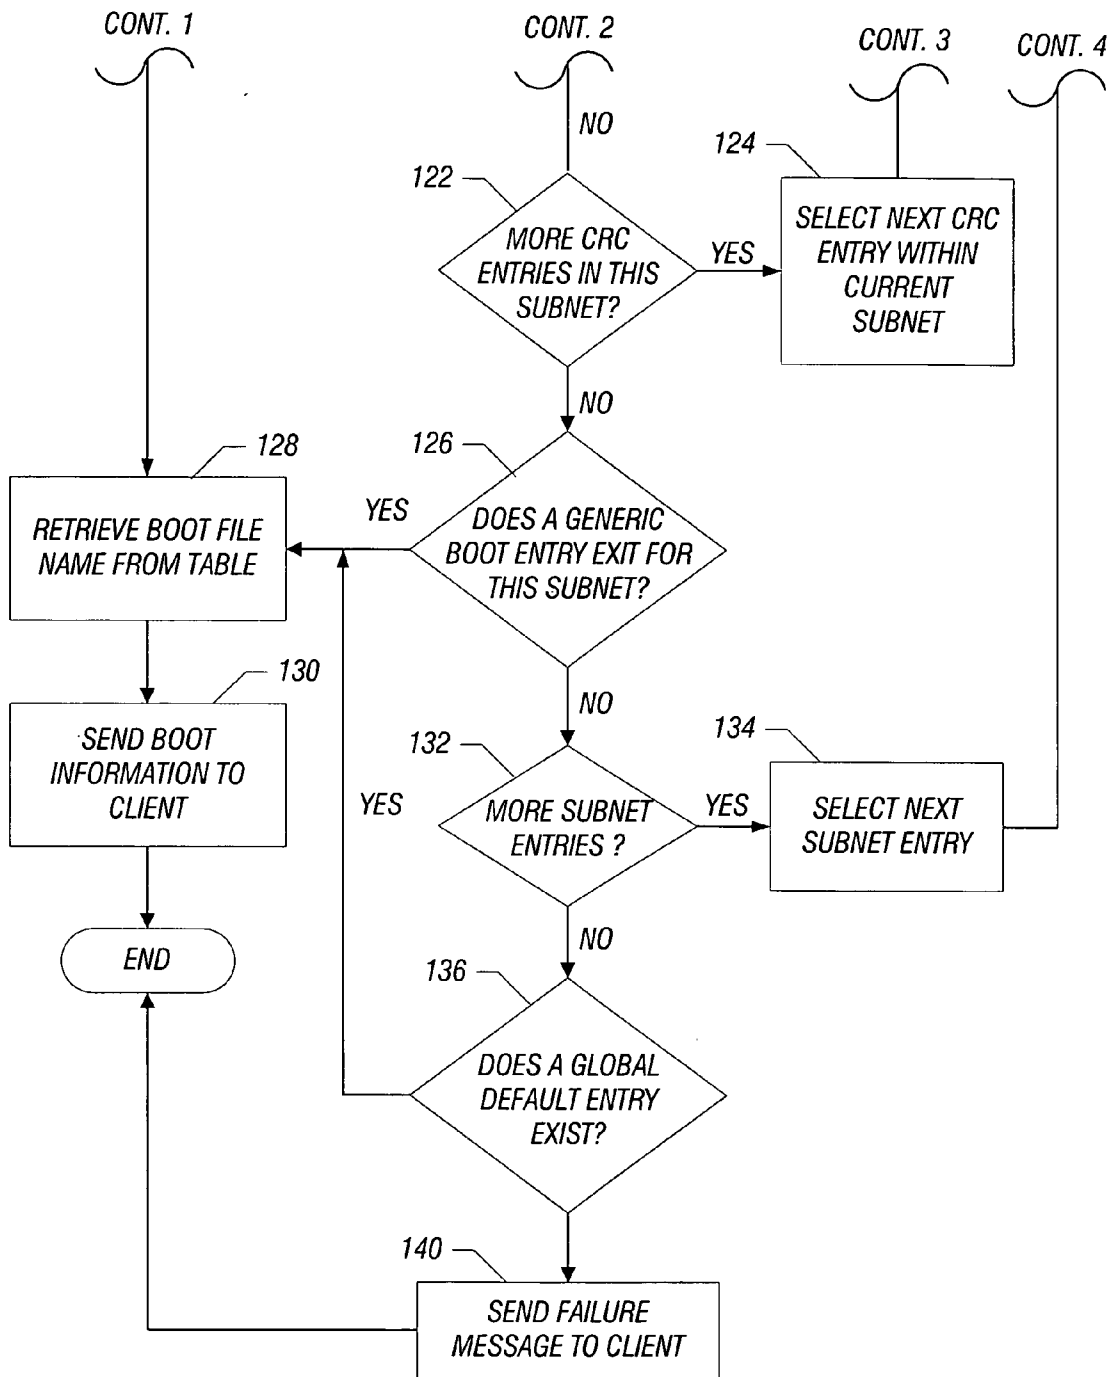 CONT. 1
CONT. 2
CONT. 3
CONT. 4
NO
122
MORE CRC
ENTRIES IN THIS
SUBNET?
YES
124
SELECT NEXT CRC
ENTRY WITHIN
CURRENT
SUBNET
NO
126
DOES A GENERIC
BOOT ENTRY EXIT FOR
THIS SUBNET?
YES
128
RETRIEVE BOOT FILE
NAME FROM TABLE
130
SEND BOOT
INFORMATION TO
CLIENT
END
NO
132
MORE SUBNET
ENTRIES ?
YES
134
SELECT NEXT
SUBNET ENTRY
YES
NO
136
DOES A GLOBAL
DEFAULT ENTRY
EXIST?
140
SEND FAILURE
MESSAGE TO CLIENT